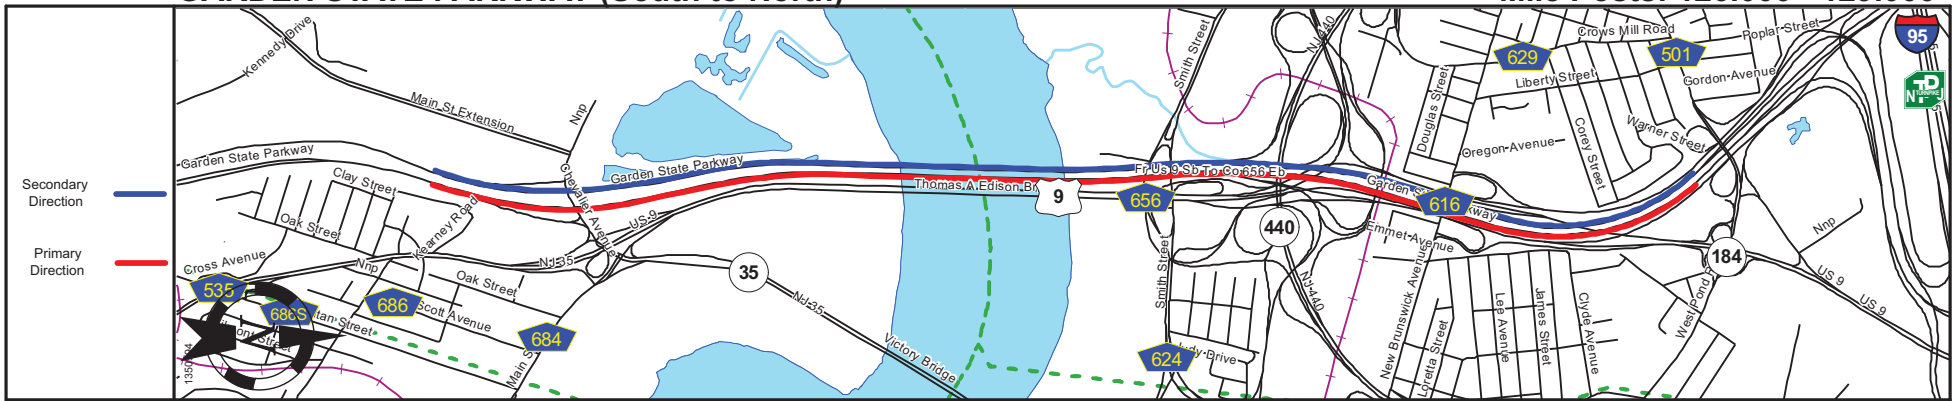 Secondary
Direction
Primary
Direction
Kennedy Drive
Main St Extension
Nnp
Garden State Parkway
Clay Street
Oak Street
Kearney Road
Cross Avenue
Nnp
535
686S
686
Oak Street
Scott Avenue
684
NJ 35
Chevalier Avenue
US 9
Garden State Parkway
35
NJ-35
Victory Bridge
Thomas A Edison Br
9
Fr Us 9 Sb To Co 656 Eb
656
Smith Street
Smith Street
624
440
NJ-440
NJ-440
616
Emmet Avenue
New Brunswick Avenue
Loretta Street
Douglas Street
629
501
Crows Mill Road
Poplar Street
Liberty Street
Gordon-Avenue
Oregon-Avenue
Corey Street
Warner Street
Lee Avenue
James Street
Clyde Avenue
184
US 9
US 9
Nnp
95